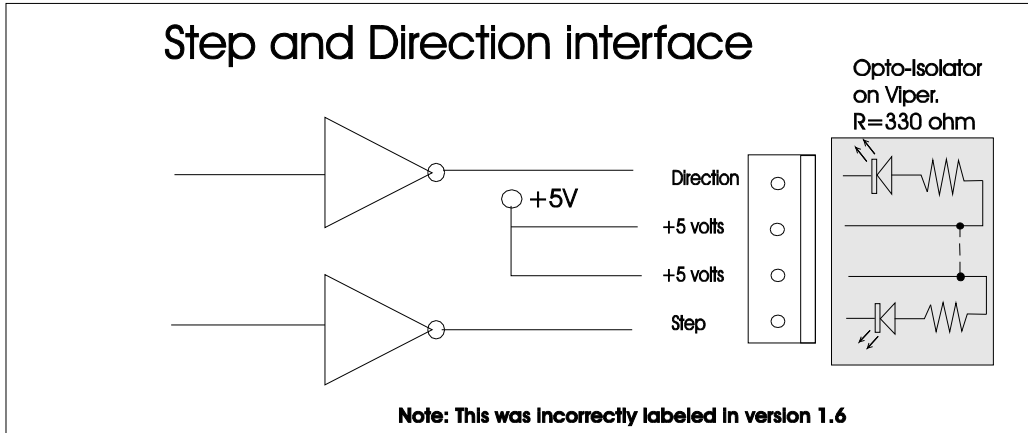 Step and Direction interface
Opto-Isolator
on Viper.
R=330 ohm
Direction
+5V
+5 volts
+5 volts
Step
Note: This was incorrectly labeled in version 1.6